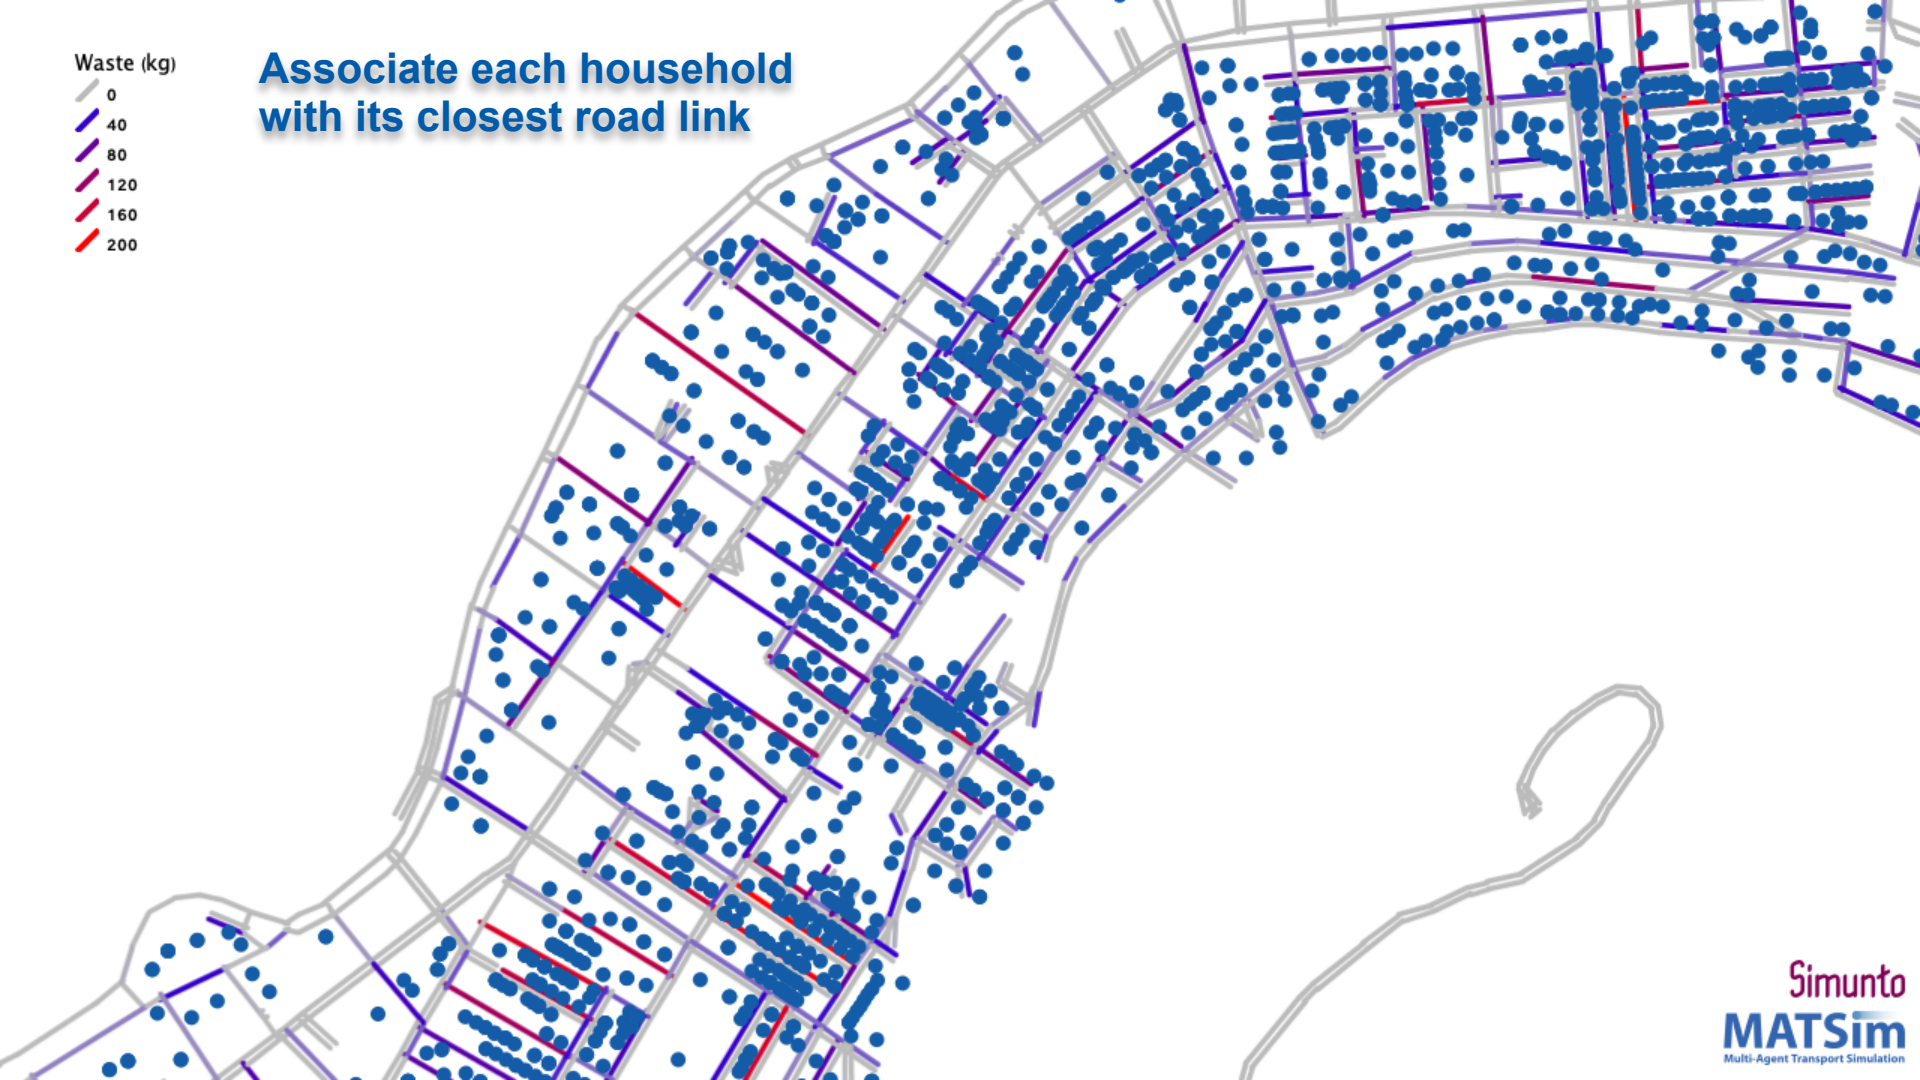 Waste (kg)
0
40
80
120
160
200
Associate each household
with its closest road link
Simunto
MATSim
Multi-Agent Transport Simulation